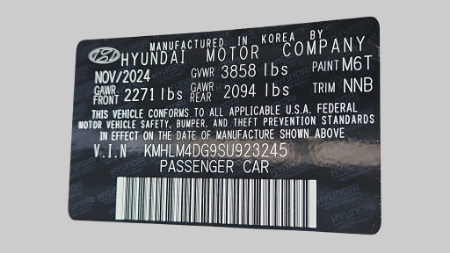 MANUFACTURED IN KOREA BY
HYUNDAI MOTOR COMPANY
NOV/2024 GVWR 3858 lbs PAINT M6T
GAWR FRONT 2271 lbs GAWR REAR 2094 lbs TRIM NNB
THIS VEHICLE CONFORMS TO ALL APPLICABLE U.S.A. FEDERAL
MOTOR VEHICLE SAFETY, BUMPER, AND THEFT PREVENTION STANDARDS
IN EFFECT ON THE DATE OF MANUFACTURE SHOWN ABOVE
V.I.N KMHLM4DG9SU923245
PASSENGER CAR